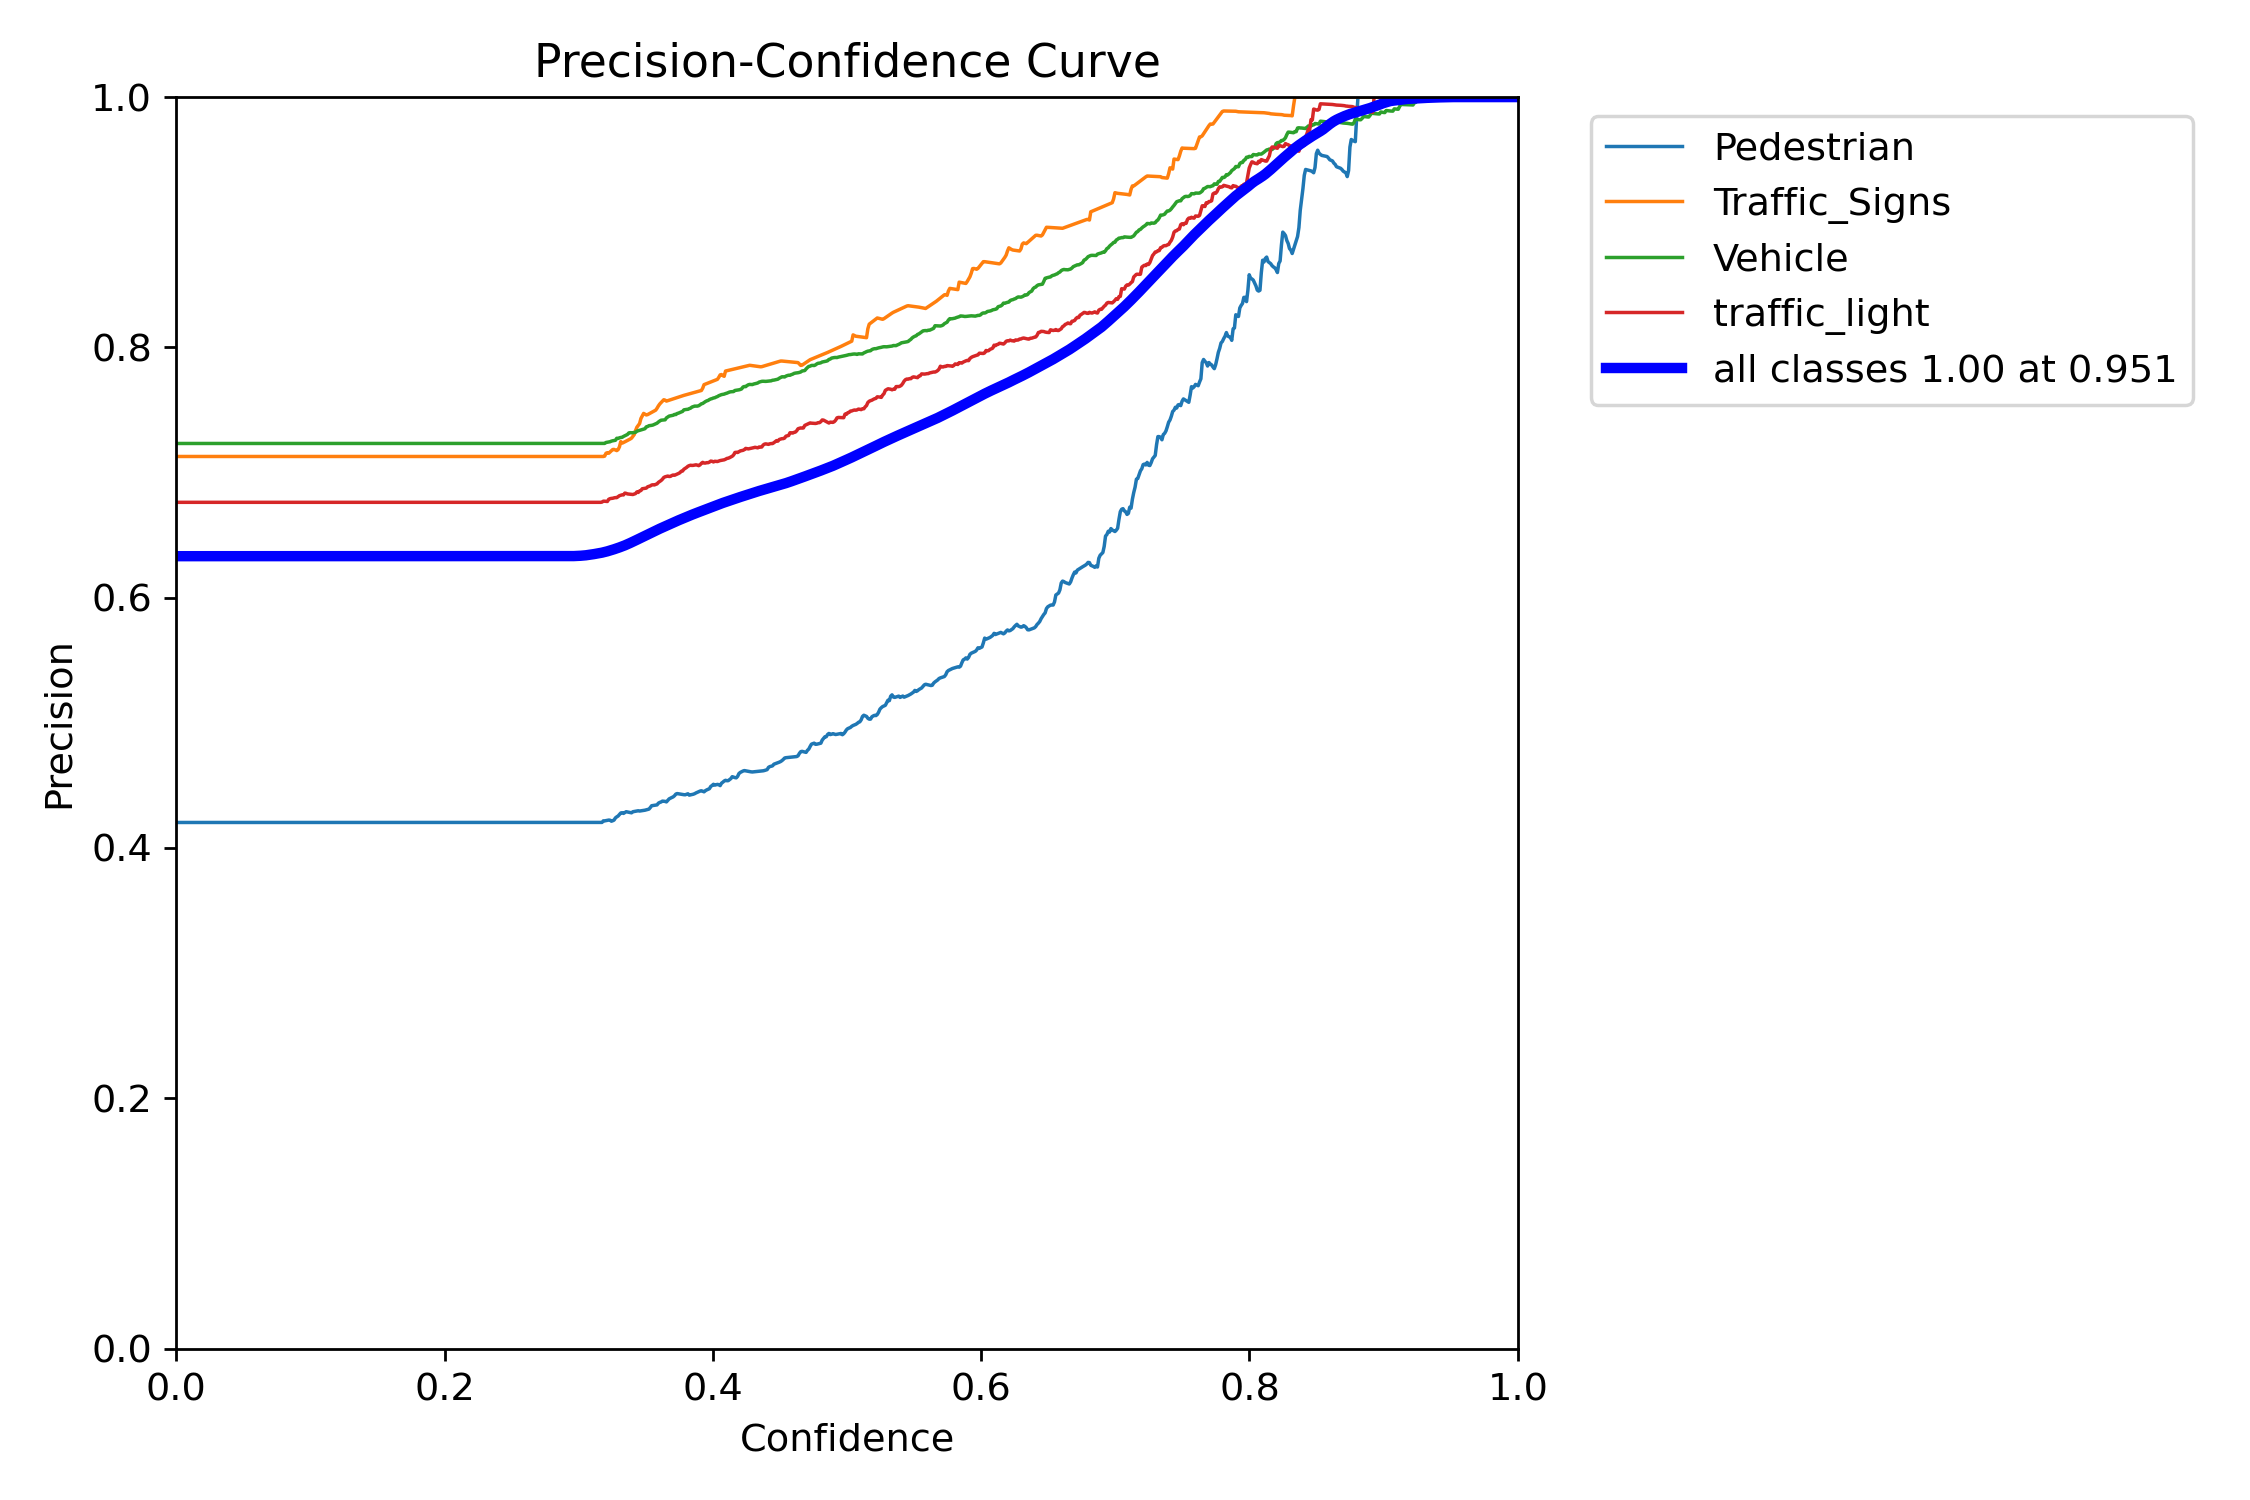 Precision-Confidence Curve
1.0
0.8
0.6
0.4
0.2
0.0
Precision
0.0 0.2 0.4 0.6 0.8 1.0
Confidence
Pedestrian
Traffic_Signs
Vehicle
traffic_light
all classes 1.00 at 0.951